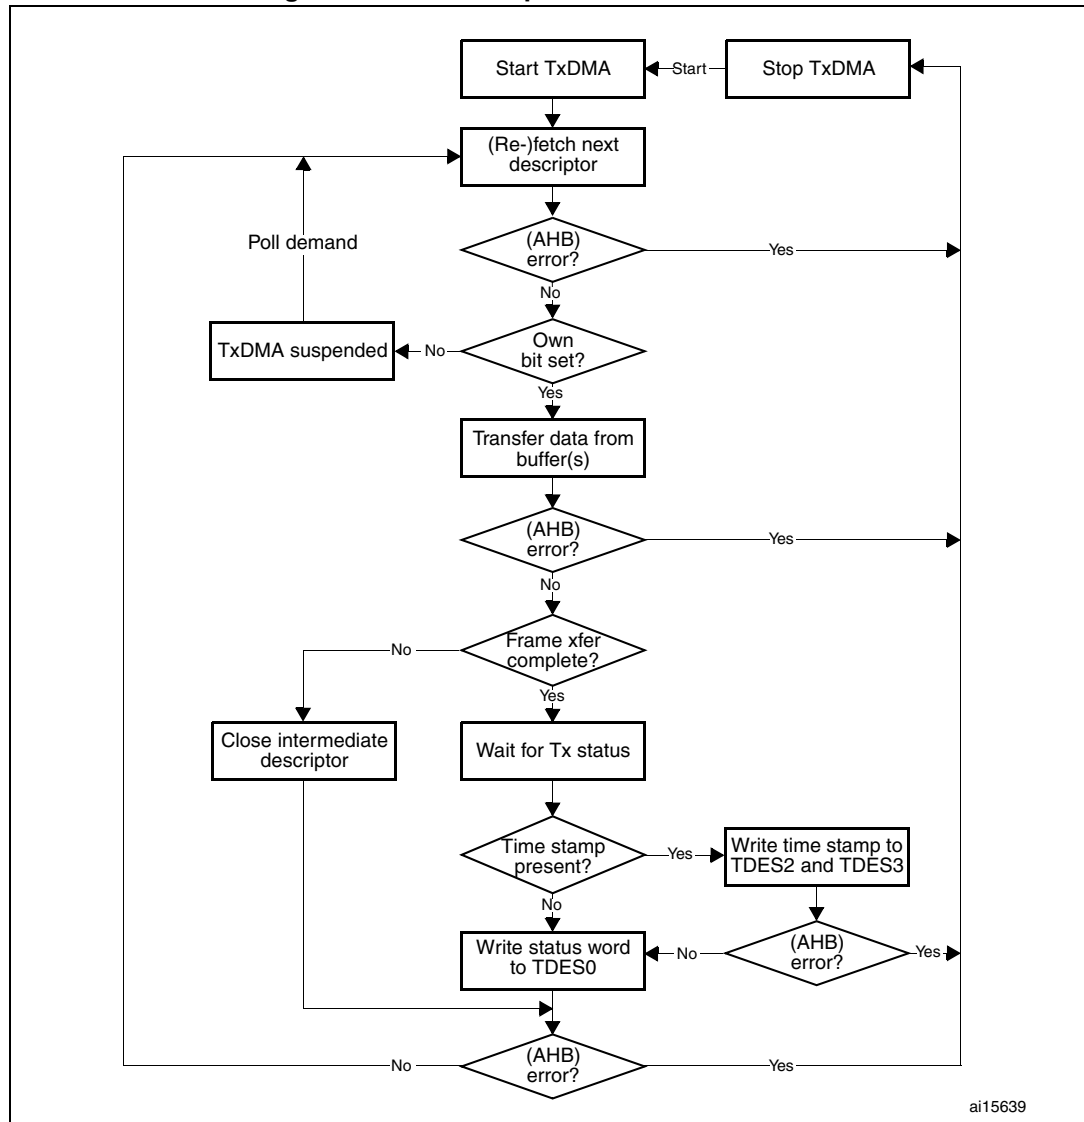 Start TxDMA
Start
Stop TxDMA
(Re-)fetch next
descriptor
Poll demand
(AHB)
error?
Yes
No
TxDMA suspended
No
Own
bit set?
Yes
Transfer data from
buffer(s)
(AHB)
error?
Yes
No
No
Frame xfer
complete?
Yes
Close intermediate
descriptor
Wait for Tx status
Time stamp
present?
Yes
Write time stamp to
TDES2 and TDES3
No
Write status word
to TDES0
No
(AHB)
error?
Yes
No
(AHB)
error?
Yes
ai15639